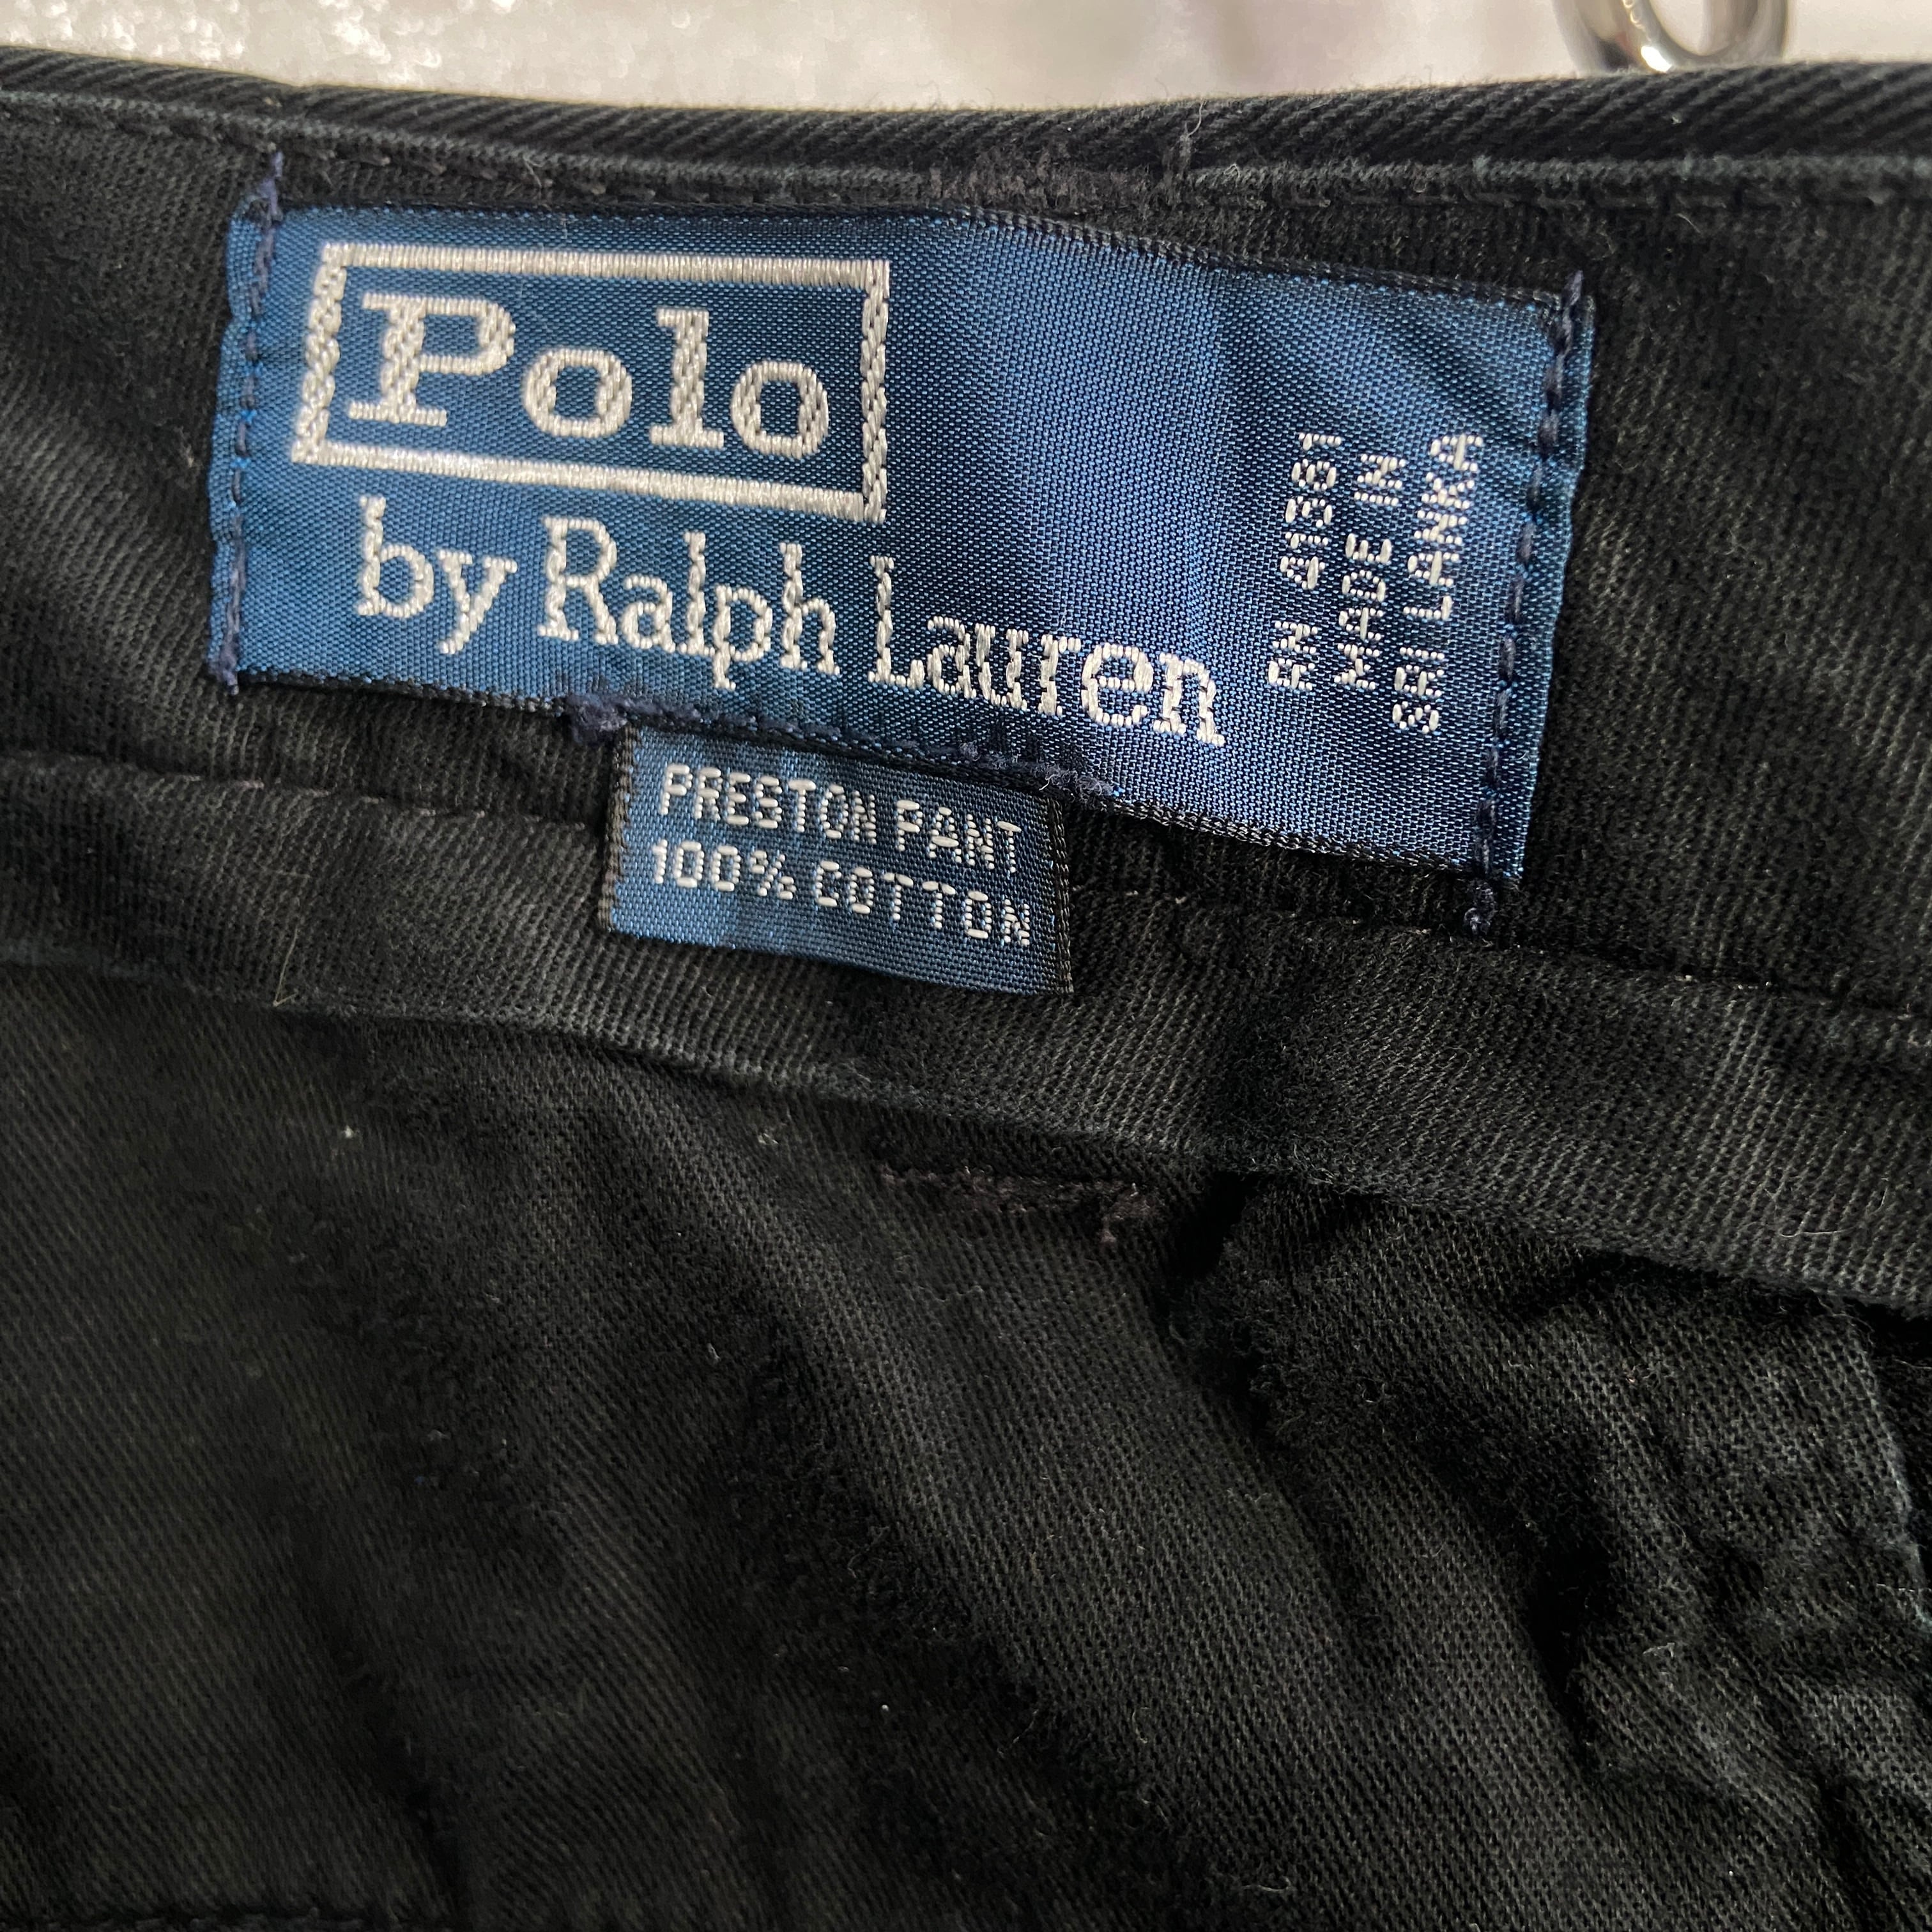 Polo
by Ralph Lauren
RN 41381
MADE IN
SRI LANKA
PRESTON PANT
100% COTTON